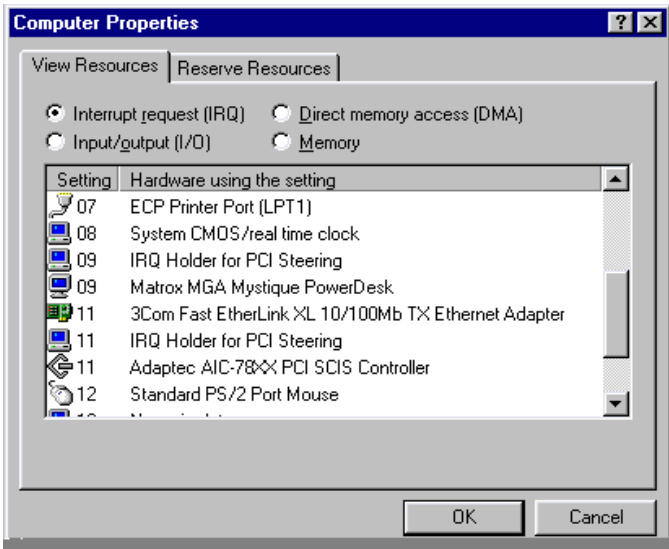 Computer Properties
View Resources Reserve Resources
Interrupt request (IRQ) Direct memory access (DMA)
Input/output (I/O) Memory
Setting Hardware using the setting
07 ECP Printer Port (LPT1)
08 System CMOS/real time clock
09 IRQ Holder for PCI Steering
09 Matrox MGA Mystique PowerDesk
11 3Com Fast EtherLink XL 10/100Mb TX Ethernet Adapter
11 IRQ Holder for PCI Steering
11 Adaptec AIC-78XX PCI SCIS Controller
12 Standard PS/2 Port Mouse
OK Cancel